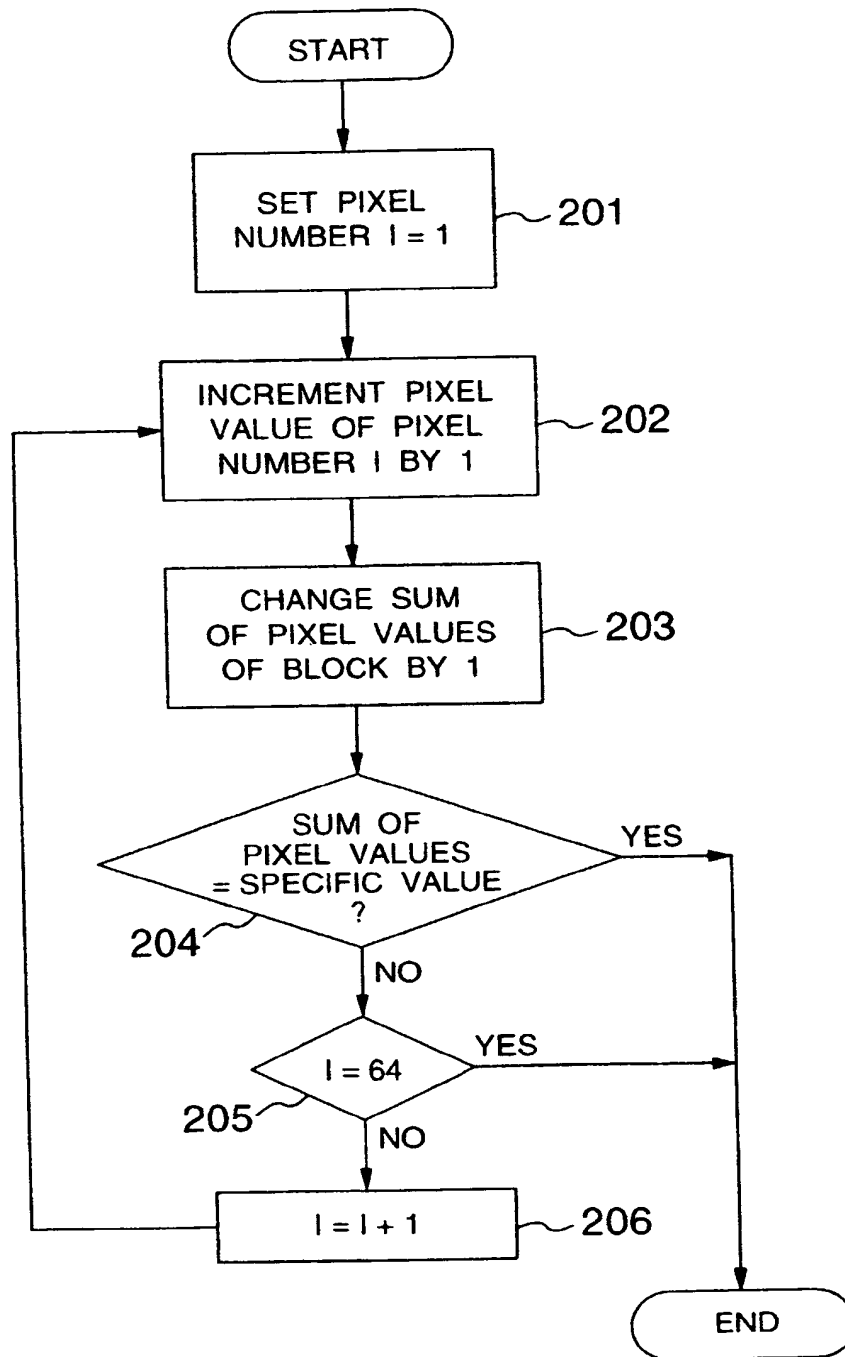 START
SET PIXEL
NUMBER I = 1
201
INCREMENT PIXEL
VALUE OF PIXEL
NUMBER I BY 1
202
CHANGE SUM
OF PIXEL VALUES
OF BLOCK BY 1
203
SUM OF
PIXEL VALUES
= SPECIFIC VALUE
?
YES
204
NO
I = 64
YES
205
NO
I = I + 1
206
END